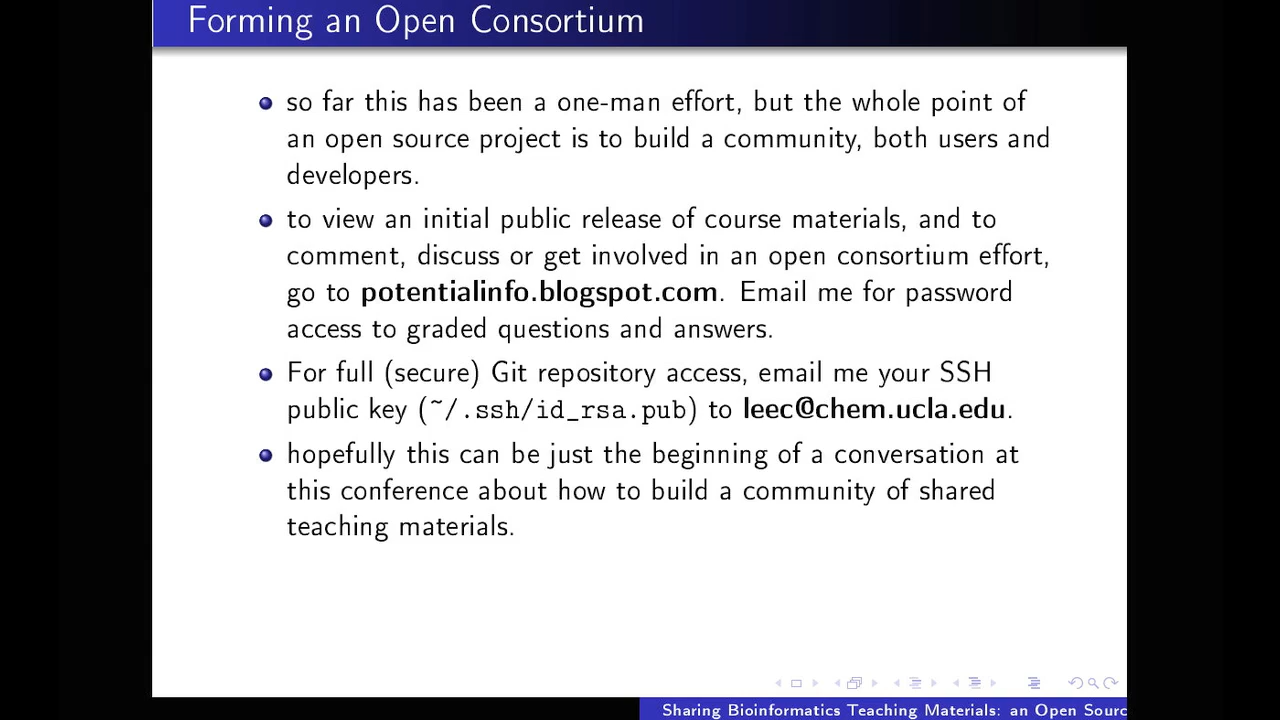 Forming an Open Consortium
so far this has been a one-man effort, but the whole point of
an open source project is to build a community, both users and
developers.
to view an initial public release of course materials, and to
comment, discuss or get involved in an open consortium effort,
go to potentialinfo.blogspot.com. Email me for password
access to graded questions and answers.
For full (secure) Git repository access, email me your SSH
public key (~/.ssh/id_rsa.pub) to leec@chem.ucla.edu.
hopefully this can be just the beginning of a conversation at
this conference about how to build a community of shared
teaching materials.
Sharing Bioinformatics Teaching Materials: an Open Sourc